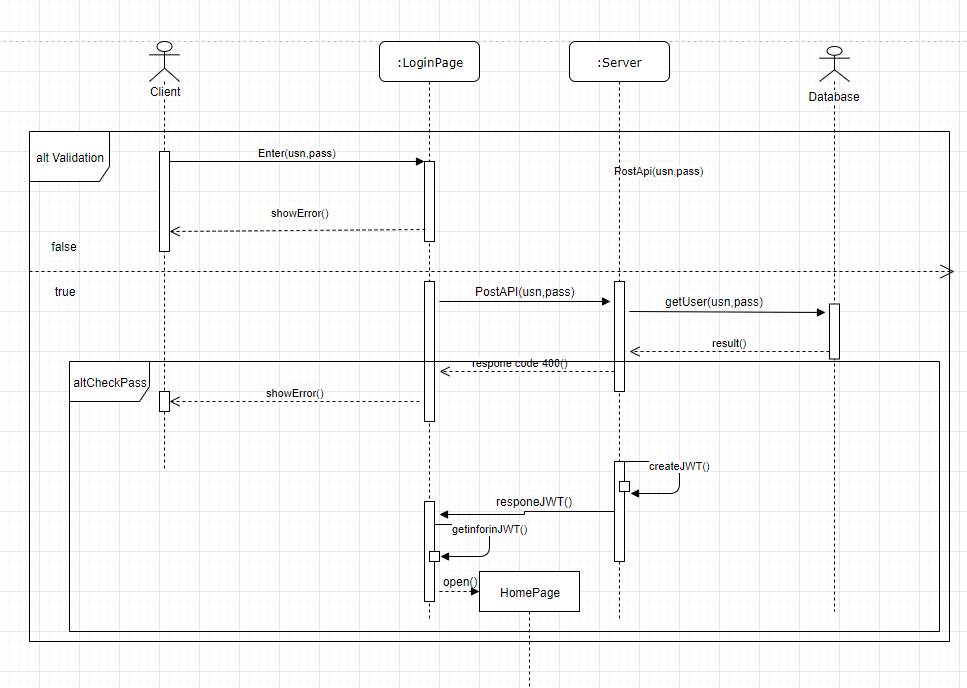 :LoginPage
:Server
Client
Database
alt Validation
Enter(usn,pass)
PostApi(usn,pass)
showError()
false
true
PostAPI(usn,pass)
getUser(usn,pass)
result()
respone code 400()
altCheckPass
showError()
createJWT()
responeJWT()
getinforinJWT()
open()
HomePage